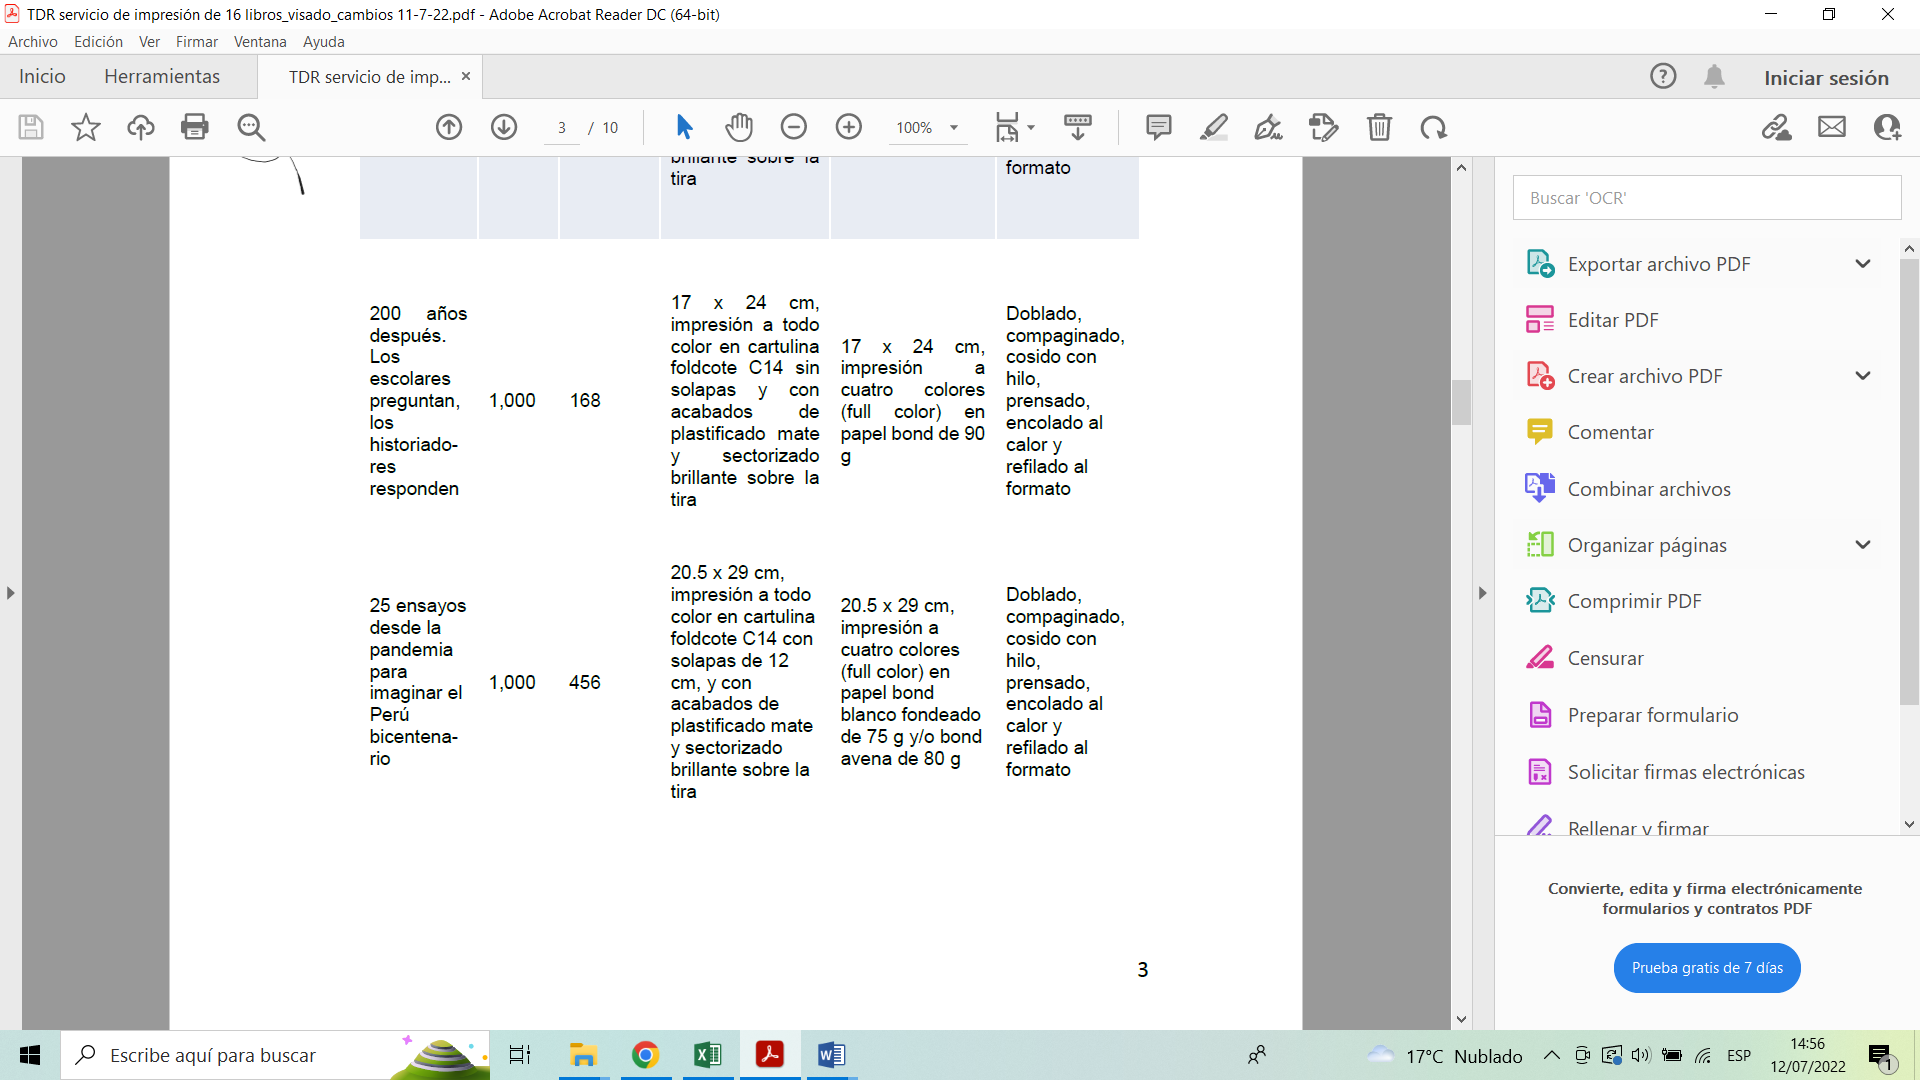 TDR servicio de impresión de 16 libros_visado_cambios 11-7-22.pdf - Adobe Acrobat Reader DC (64-bit)
Archivo Edición Ver Firmar Ventana Ayuda
Inicio Herramientas TDR servicio de imp... × Iniciar sesión
3 / 10 100%
brillante sobre la
tira
formato
200 años
después.
Los
escolares
preguntan,
los
historiado-
res
responden
1,000
168
17 x 24 cm,
impresión a todo
color en cartulina
foldcote C14 sin
solapas y con
acabados de
plastificado mate
y sectorizado
brillante sobre la
tira
17 x 24 cm,
impresión a
cuatro colores
(full color) en
papel bond de 90
g
Doblado,
compaginado,
cosido con
hilo,
prensado,
encolado al
calor y
refilado al
formato
25 ensayos
desde la
pandemia
para
imaginar el
Perú
bicentena-
rio
1,000
456
20.5 x 29 cm,
impresión a todo
color en cartulina
foldcote C14 con
solapas de 12
cm, y con
acabados de
plastificado mate
y sectorizado
brillante sobre la
tira
20.5 x 29 cm,
impresión a
cuatro colores
(full color) en
papel bond
blanco fondeado
de 75 g y/o bond
avena de 80 g
Doblado,
compaginado,
cosido con
hilo,
prensado,
encolado al
calor y
refilado al
formato
3
Buscar 'OCR'
Exportar archivo PDF
Editar PDF
Crear archivo PDF
Comentar
Combinar archivos
Organizar páginas
Comprimir PDF
Censurar
Preparar formulario
Solicitar firmas electrónicas
Rellenar y firmar
Convierte, edita y firma electrónicamente
formularios y contratos PDF
Prueba gratis de 7 días
Escribe aquí para buscar
17°C Nublado
ESP
14:56
12/07/2022
1